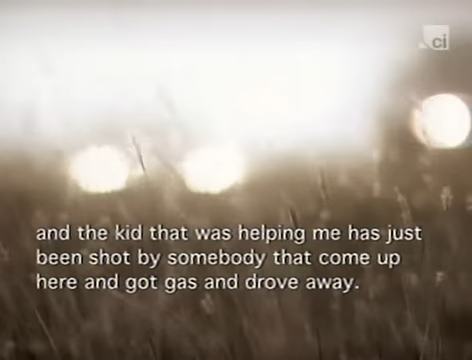 ci
and the kid that was helping me has just
been shot by somebody that come up
here and got gas and drove away.